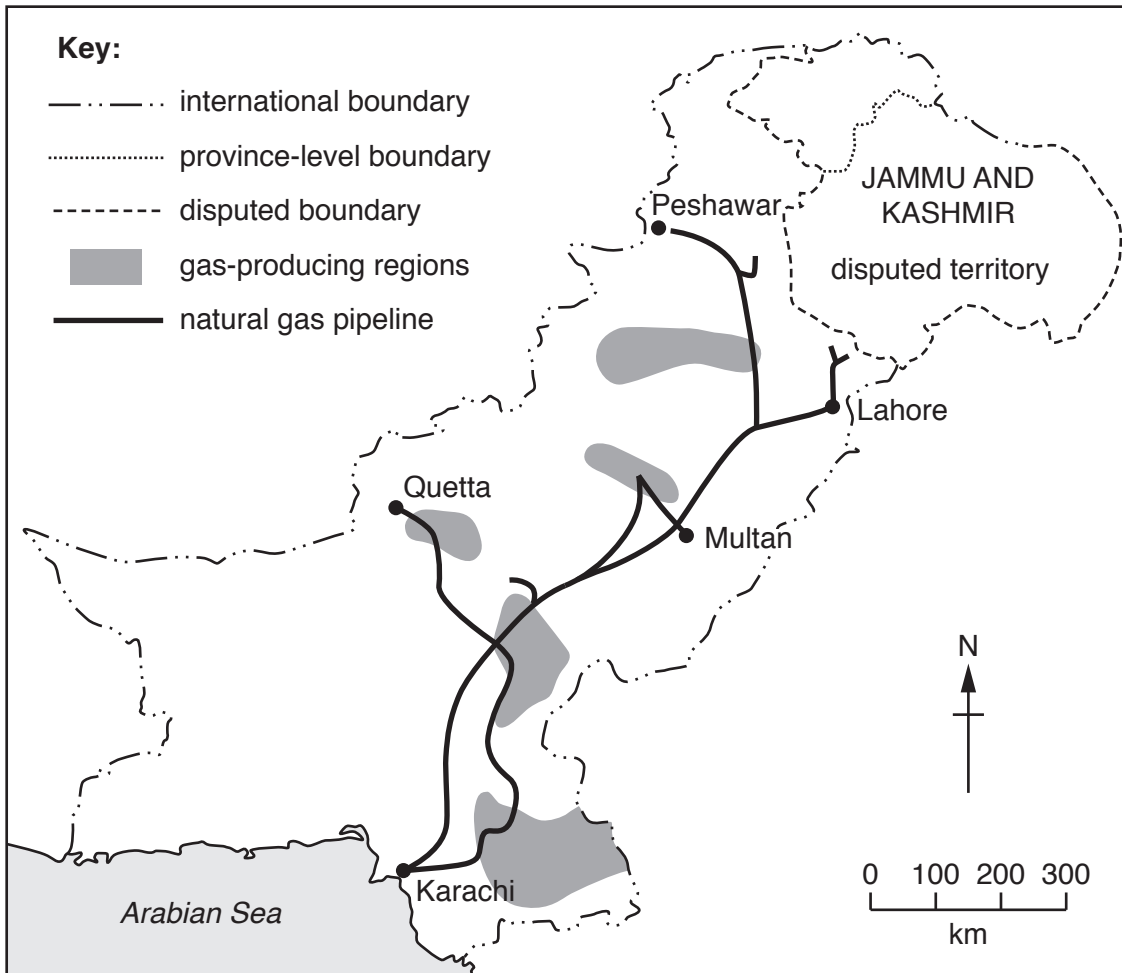 Key:
international boundary
province-level boundary
disputed boundary
gas-producing regions
natural gas pipeline
JAMMU AND
KASHMIR
disputed territory
Peshawar
Lahore
Quetta
Multan
N
Karachi
Arabian Sea
0 100 200 300
km